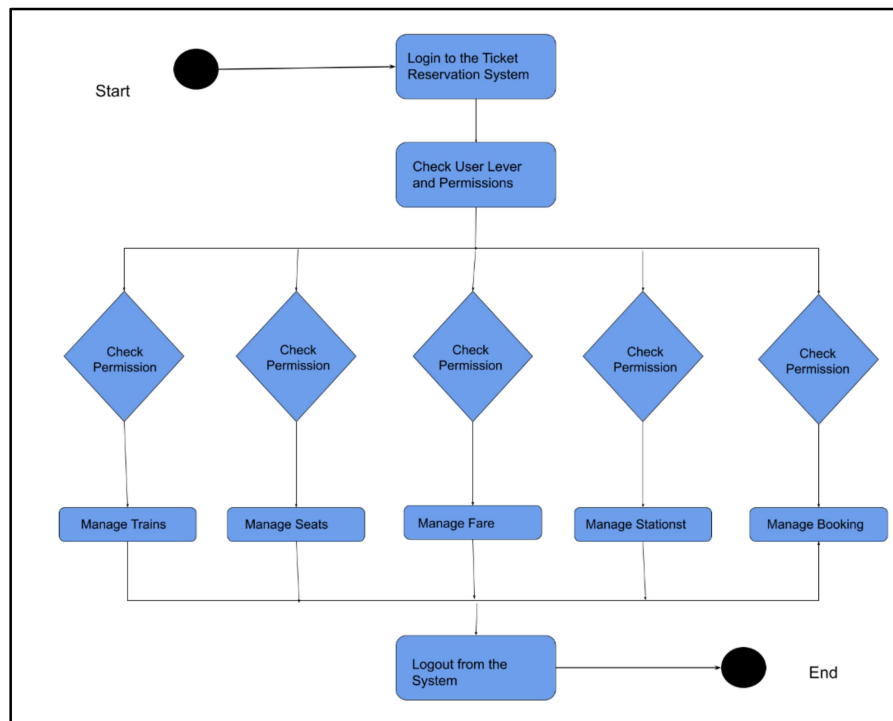 Login to the Ticket
Reservation System
Start
Check User Lever
and Permissions
Check
Permission
Check
Permission
Check
Permission
Check
Permission
Check
Permission
Manage Trains
Manage Seats
Manage Fare
Manage Stationst
Manage Booking
Logout from the
System
End